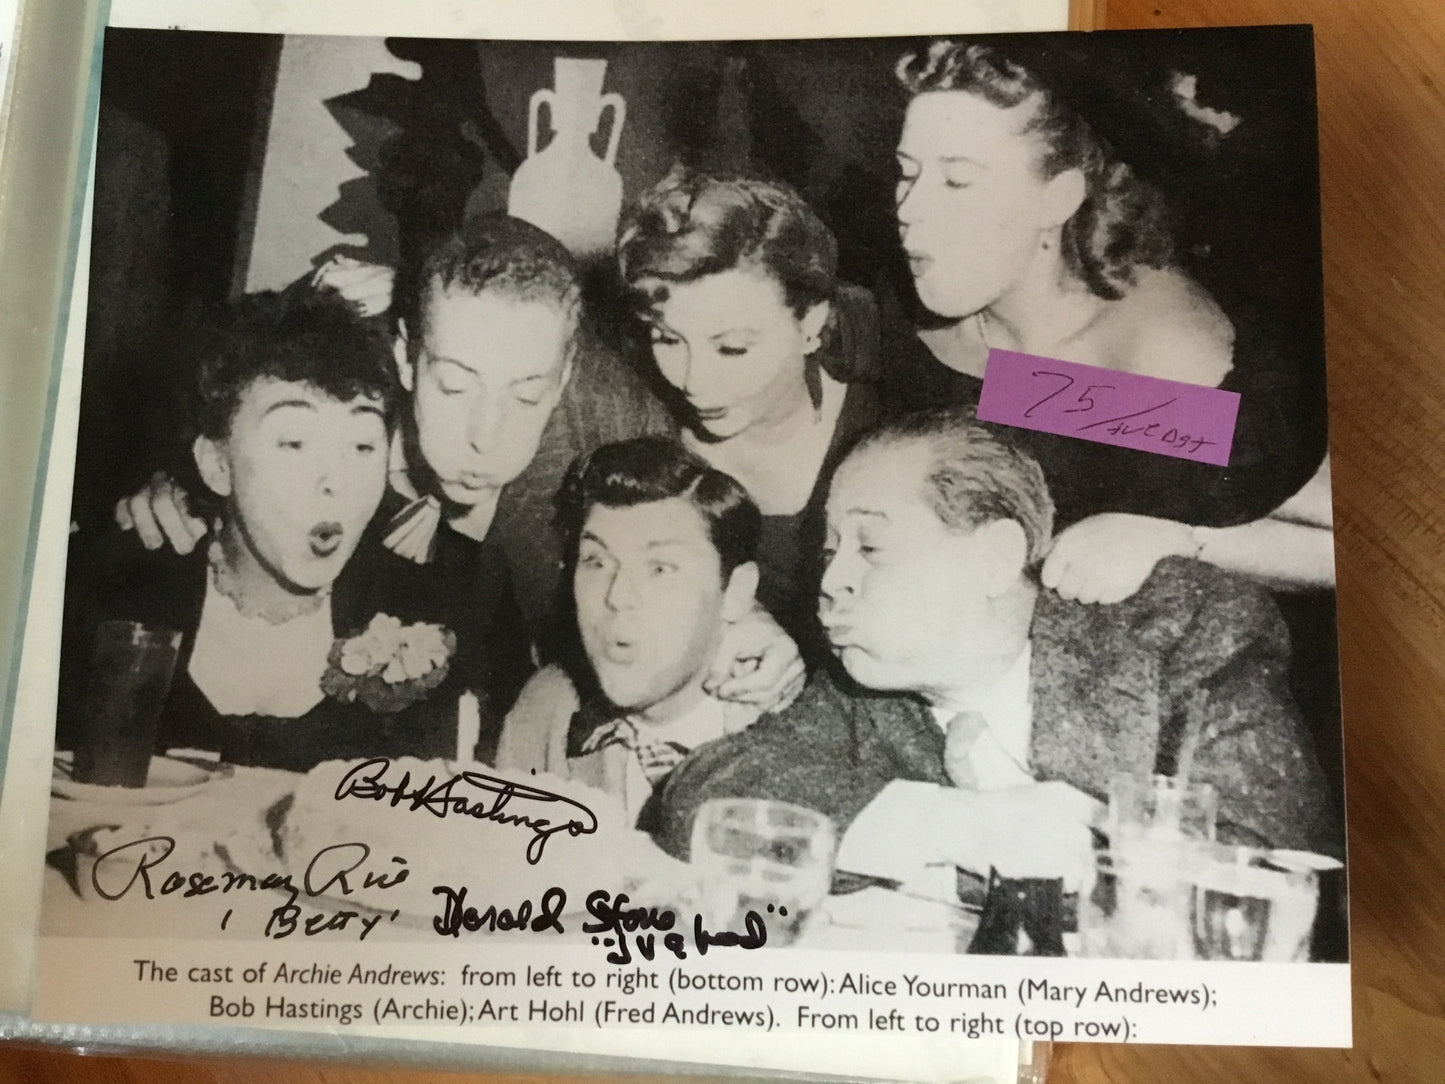 75/
Bob Hastings
Rosemary Rice
'Betty'
Harold Stone
"Jughead"
The cast of Archie Andrews: from left to right (bottom row): Alice Yourman (Mary Andrews);
Bob Hastings (Archie); Art Hohl (Fred Andrews). From left to right (top row):